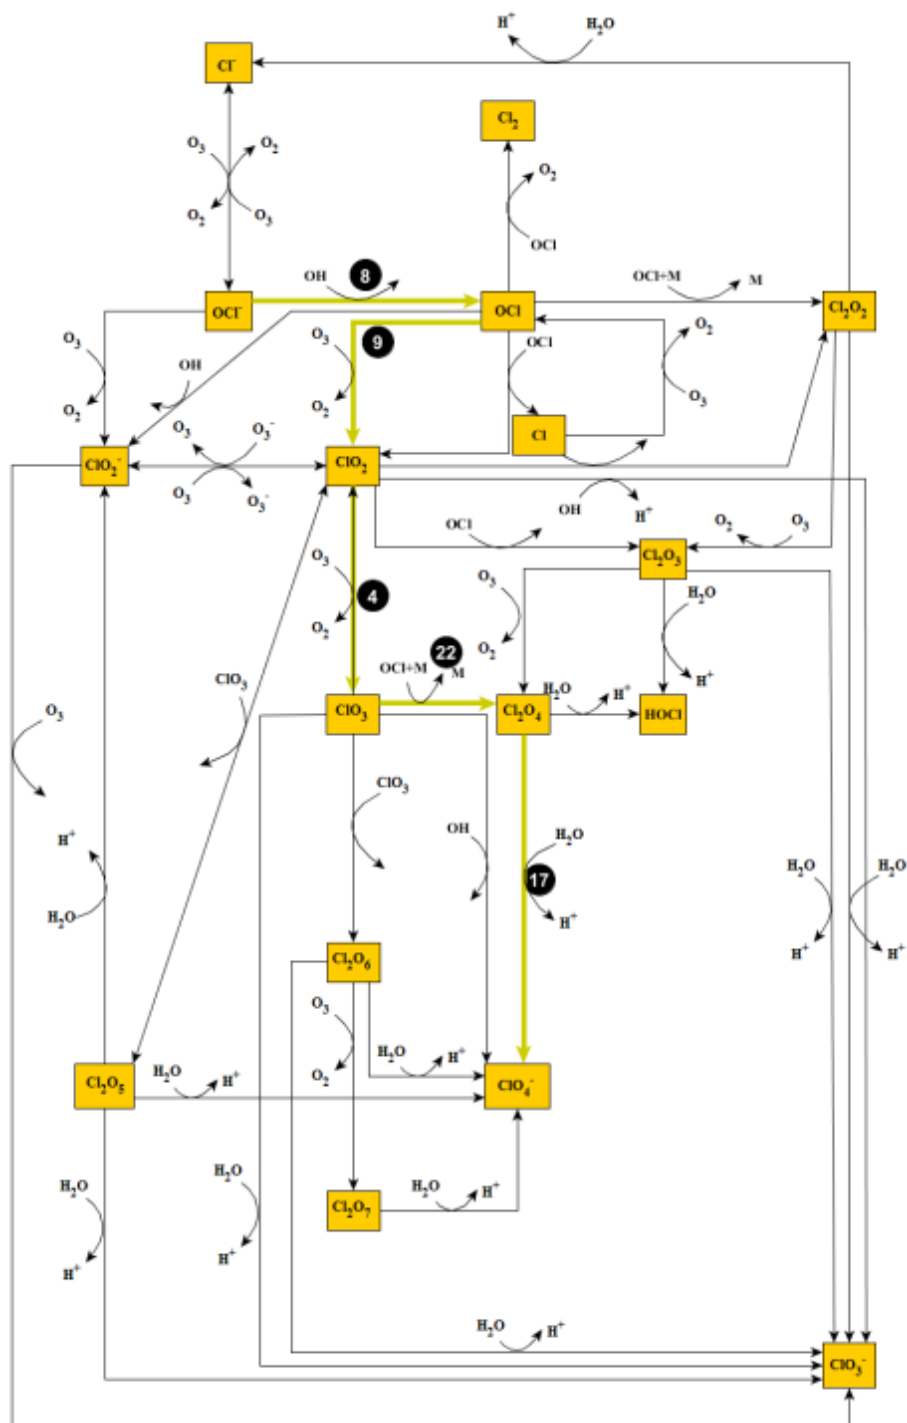 H⁺ H₂O
Cl⁻
Cl₂
O₃ O₂
O₂
O₂ O₃
OCl
OH 8
OCl+M M
OCl⁻ OCl Cl₂O₂
9
O₃ O₃ OCl O₂
OH
O₂ O₂ O₃
Cl
O₃ O₃⁻
ClO₂⁻ ClO₂
O₃ O₃⁻
OH H⁺
OCl O₂ O₃
Cl₂O₃
O₃ O₃ H₂O
4
O₂ O₂
22
OCl+M M H⁺
ClO₃ H₂O H⁺
ClO₃ Cl₂O₄ HOCl
O₃
ClO₃
H⁺ OH H₂O
H₂O H₂O
17
H₂O H⁺
H⁺ H⁺
Cl₂O₆
O₃
H₂O H⁺
O₂
H₂O H⁺
Cl₂O₅ ClO₄⁻
H₂O H₂O
H₂O H⁺
Cl₂O₇
H⁺ H⁺
H₂O H⁺
ClO₃⁻